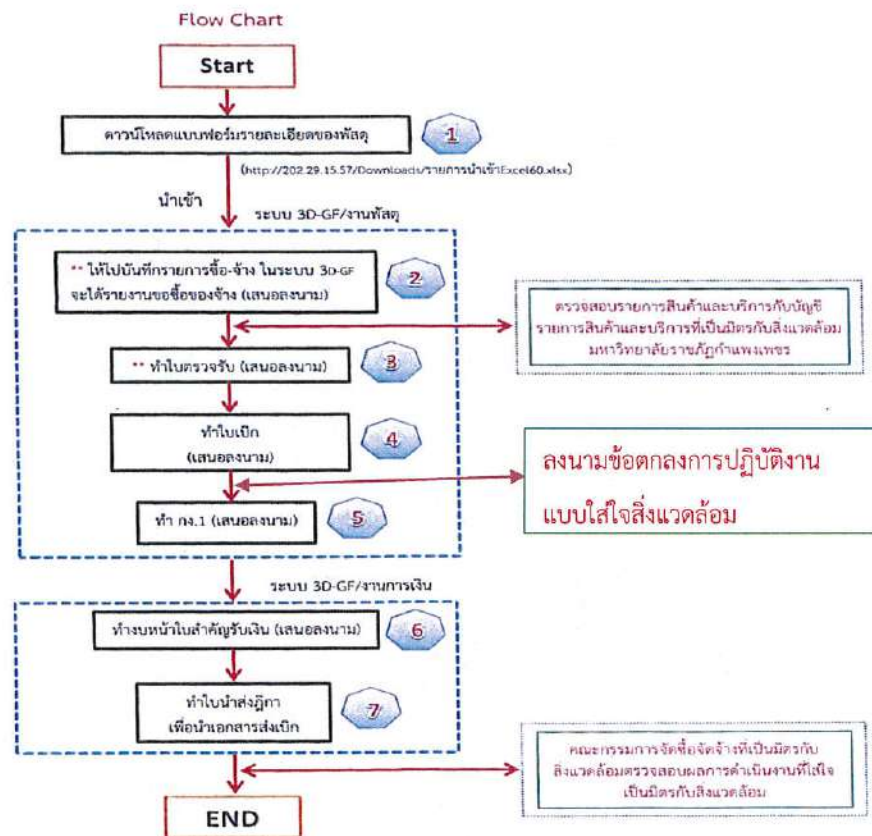 Flow Chart
Start
ดาวน์โหลดแบบฟอร์มรายละเอียดของพัสดุ
1
(http://202.29.15.57/Downloads/รายการนำเข้าExcel60.xlsx)
นำเข้า
ระบบ 3D-GF/งานพัสดุ
** ให้ไปบันทึกรายการซื้อ-จ้าง ในระบบ 3D-GF
จะได้รายงานขอซื้อของจ้าง (เสนอลงนาม)
2
ตรวจสอบรายการสินค้าและบริการกับบัญชี
รายการสินค้าและบริการที่เป็นมิตรกับสิ่งแวดล้อม
มหาวิทยาลัยราชภัฏกำแพงเพชร
** ทำใบตรวจรับ (เสนอลงนาม)
3
ทำใบเบิก
(เสนอลงนาม)
4
ลงนามข้อตกลงการปฏิบัติงาน
แบบใส่ใจสิ่งแวดล้อม
ทำ กง.1 (เสนอลงนาม)
5
ระบบ 3D-GF/งานการเงิน
ทำงบหน้าใบสำคัญรับเงิน (เสนอลงนาม)
6
ทำใบนำส่งฎีกา
เพื่อนำเอกสารส่งเบิก
7
คณะกรรมการจัดซื้อจัดจ้างที่เป็นมิตรกับ
สิ่งแวดล้อมตรวจสอบผลการดำเนินงานที่ใส่ใจ
เป็นมิตรกับสิ่งแวดล้อม
END